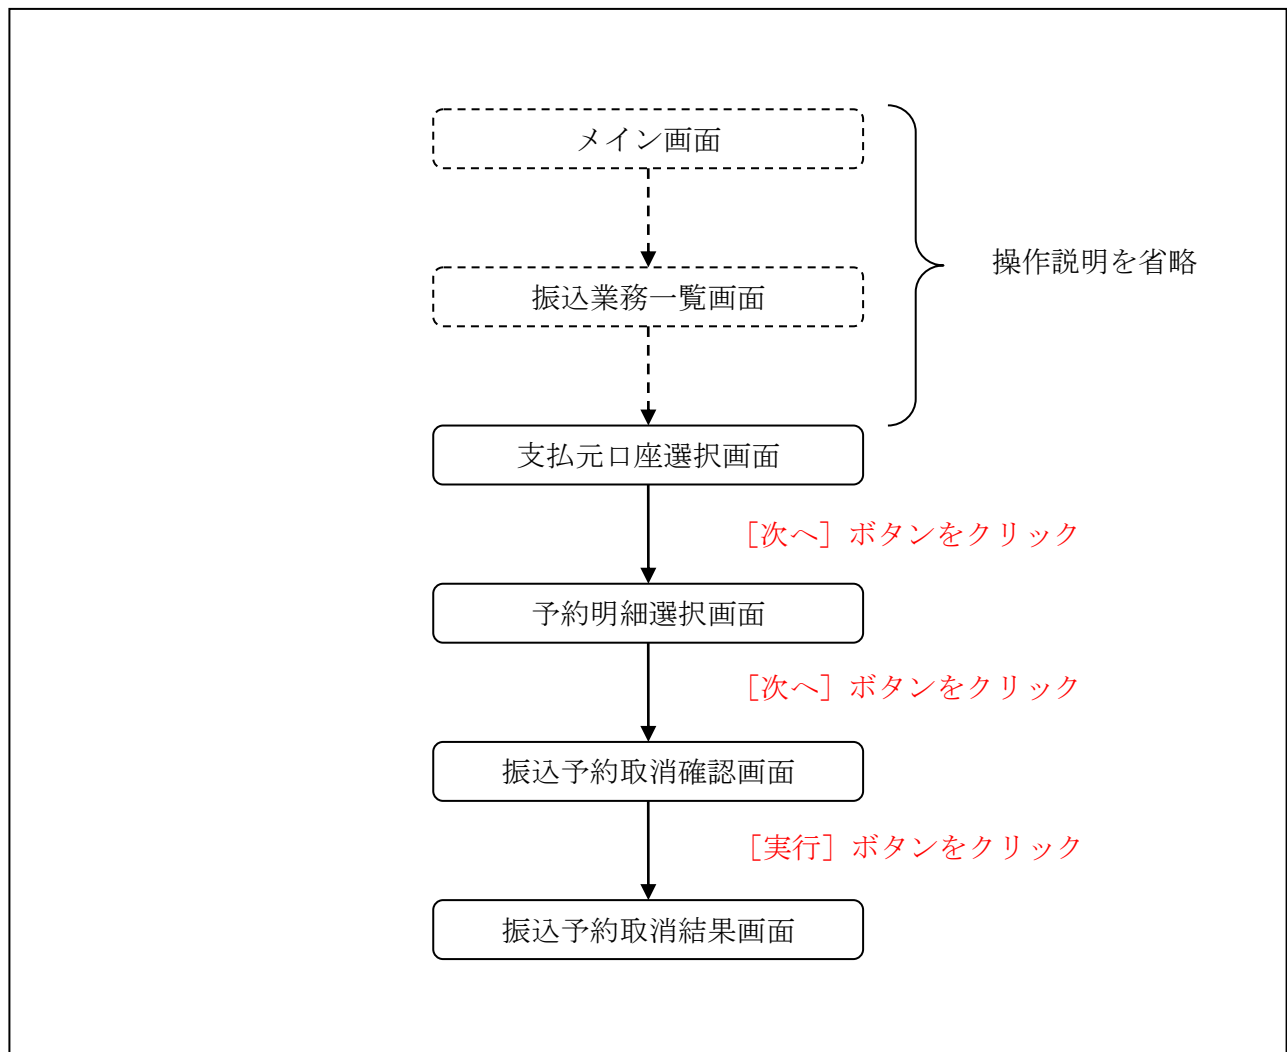 メイン画面
操作説明を省略
振込業務一覧画面
支払元口座選択画面
［次へ］ボタンをクリック
予約明細選択画面
［次へ］ボタンをクリック
振込予約取消確認画面
［実行］ボタンをクリック
振込予約取消結果画面